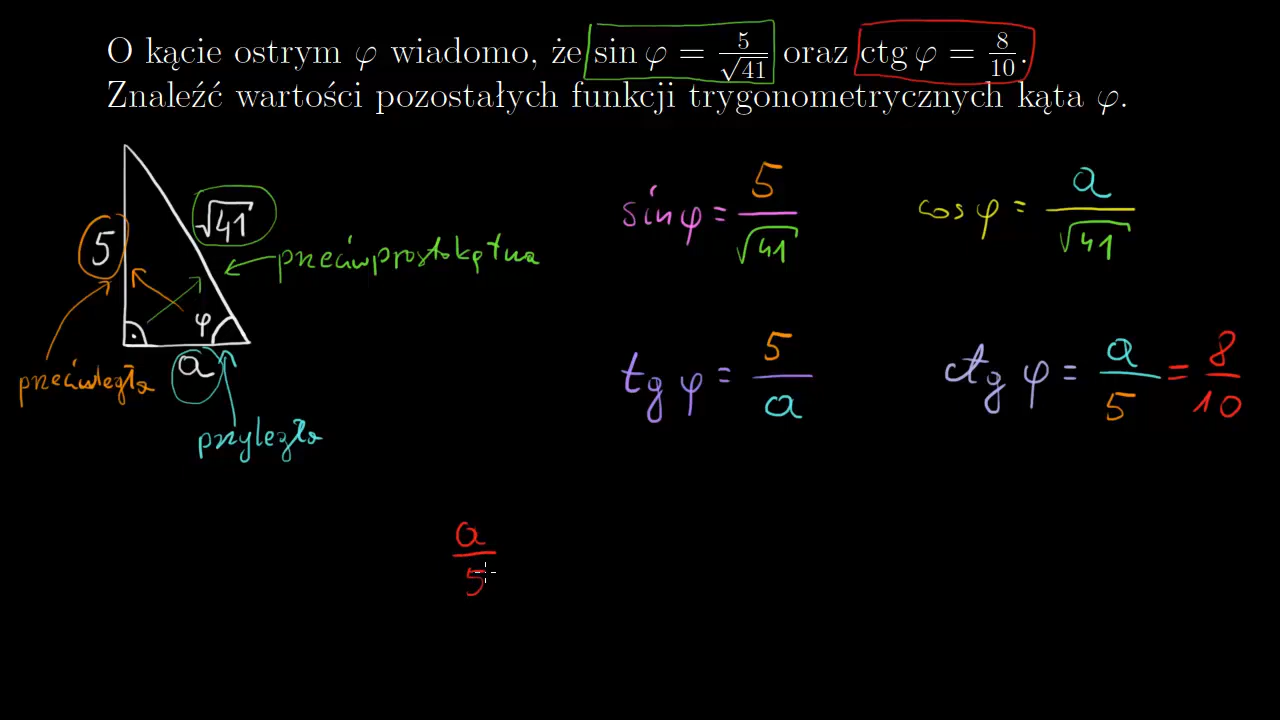 O kącie ostrym φ wiadomo, że sin φ = 5/√41 oraz ctg φ = 8/10.
Znaleźć wartości pozostałych funkcji trygonometrycznych kąta φ.
5
√41
przeciwprostokątna
φ
a
przeciwległa
przyległa
sin φ = 5/√41
cos φ = a/√41
tg φ = 5/a
ctg φ = a/5 = 8/10
a/5